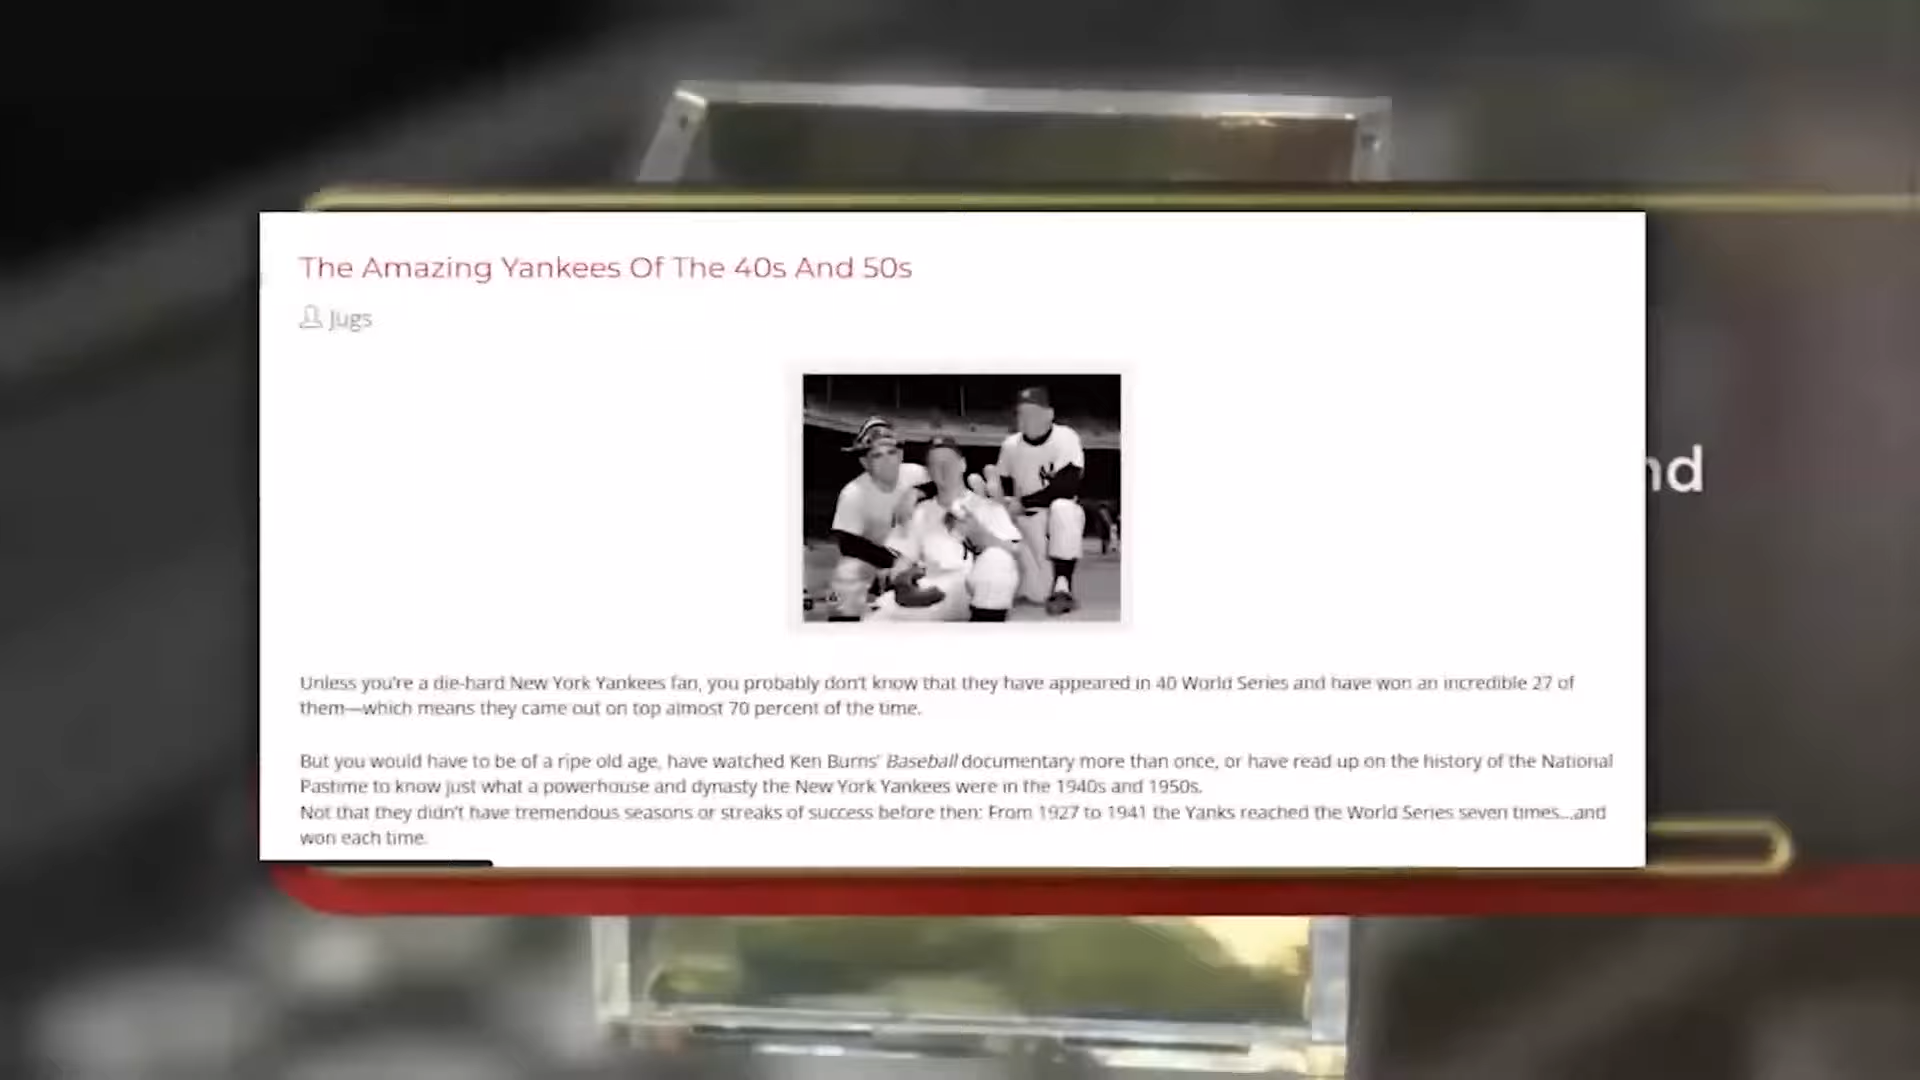 The Amazing Yankees Of The 40s And 50s
Jugs
nd
Unless you're a die-hard New York Yankees fan, you probably don't know that they have appeared in 40 World Series and have won an incredible 27 of
them—which means they came out on top almost 70 percent of the time.
But you would have to be of a ripe old age, have watched Ken Burns' Baseball documentary more than once, or have read up on the history of the National
Pastime to know just what a powerhouse and dynasty the New York Yankees were in the 1940s and 1950s.
Not that they didn't have tremendous seasons or streaks of success before then: From 1927 to 1941 the Yanks reached the World Series seven times...and
won each time.